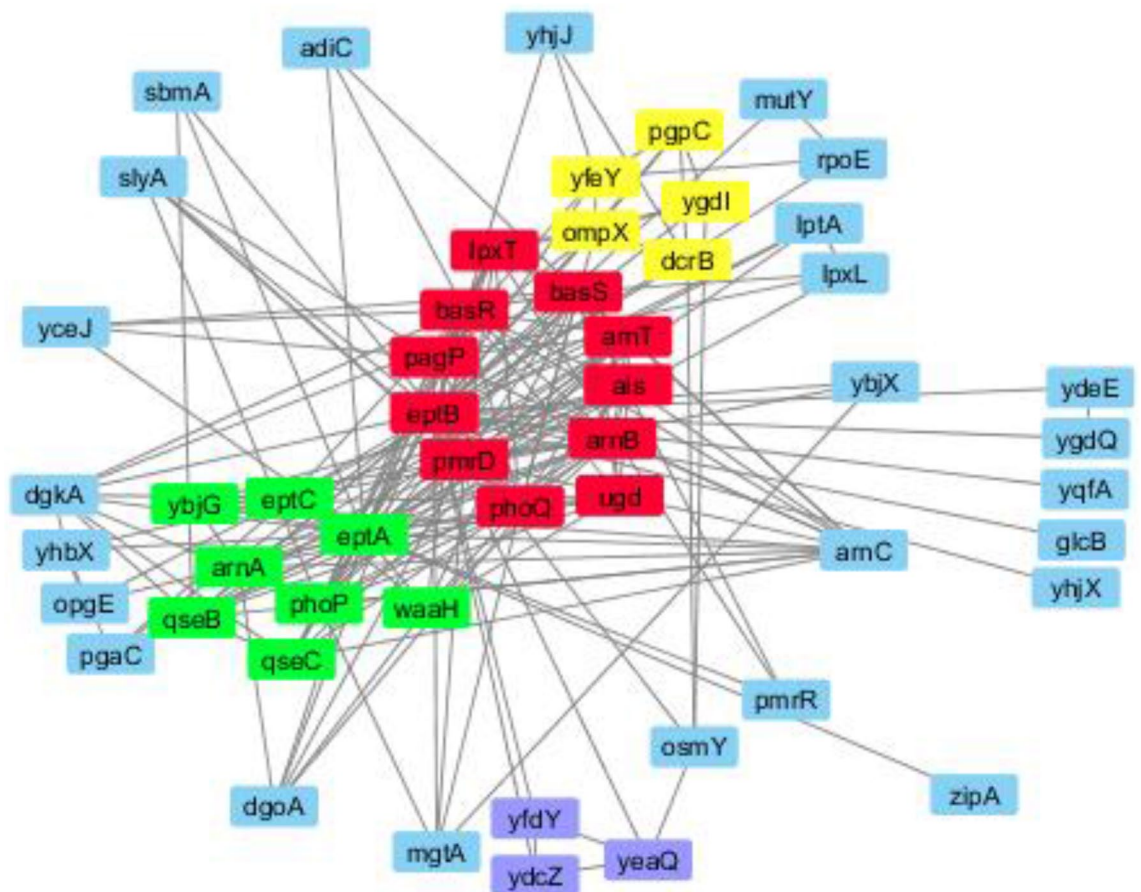 yhjJ
adiC
sbmA
mutY
pgpC
rpoE
slyA
yfeY
ygdI
lptA
ompX
lpxT
dcrB
lpxL
basS
basR
yceJ
arnT
pagP
ais
ybjX
ydeE
eptB
arnB
ygdQ
pmrD
dgkA
eptC
ybjG
ugd
yqfA
phoQ
eptA
glcB
yhbX
arnC
arnA
yhjX
opgE
phoP
waaH
qseB
pgaC
qseC
pmrR
osmY
zipA
dgoA
yfdY
mgtA
yeaQ
ydcZ